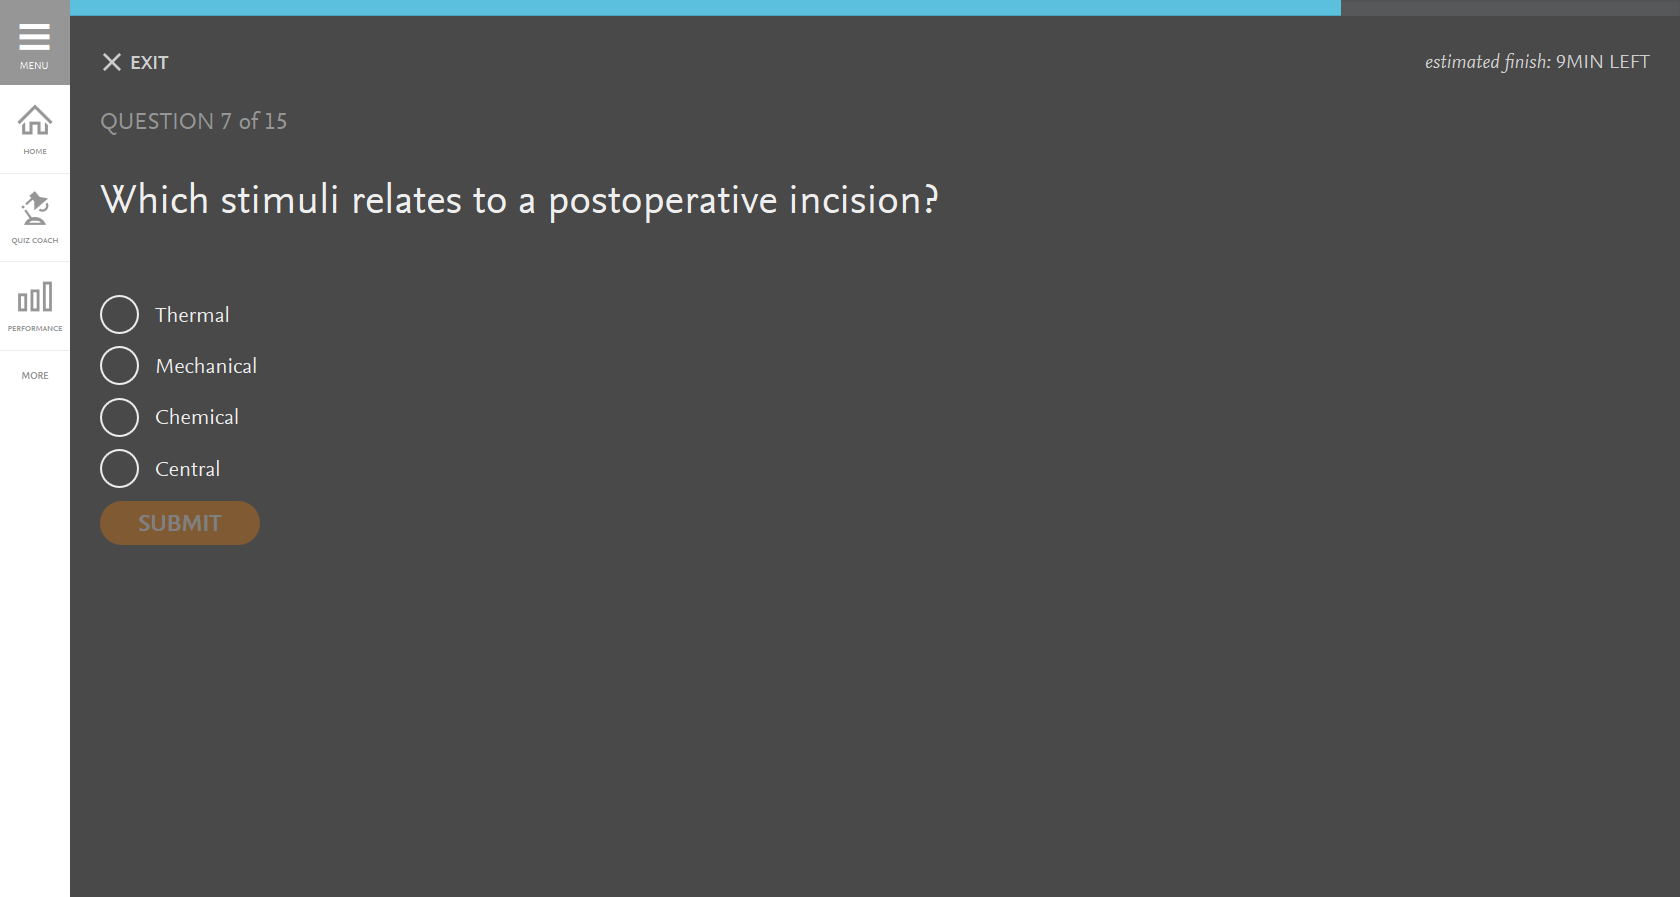 MENU
HOME
QUIZ COACH
PERFORMANCE
MORE
EXIT
estimated finish: 9MIN LEFT
QUESTION 7 of 15
Which stimuli relates to a postoperative incision?
Thermal
Mechanical
Chemical
Central
SUBMIT